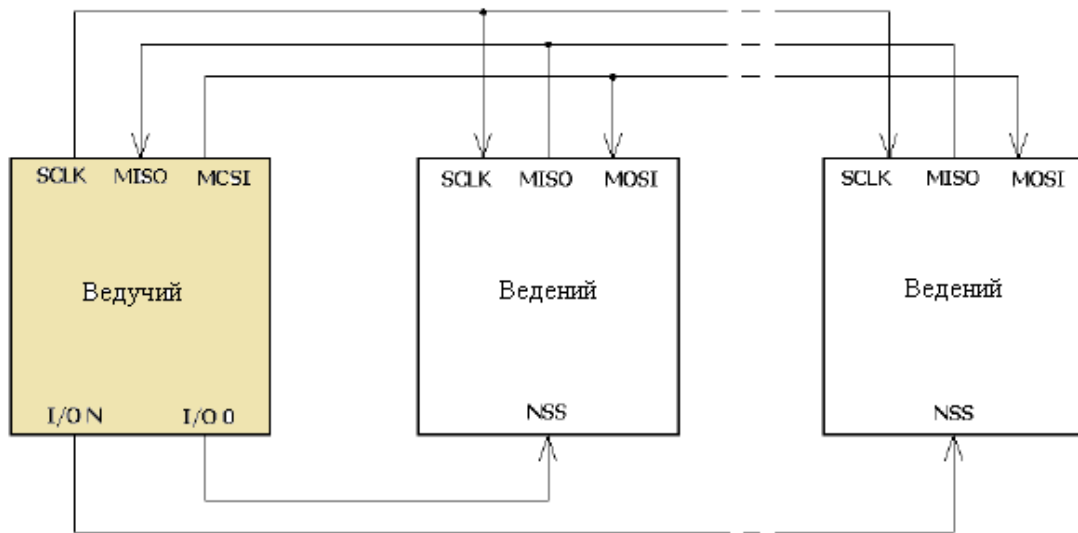 SCLK MISO MCSI
SCLK MISO MOSI
SCLK MISO MOSI
Ведучий
Ведений
Ведений
I/O N I/O 0
NSS
NSS